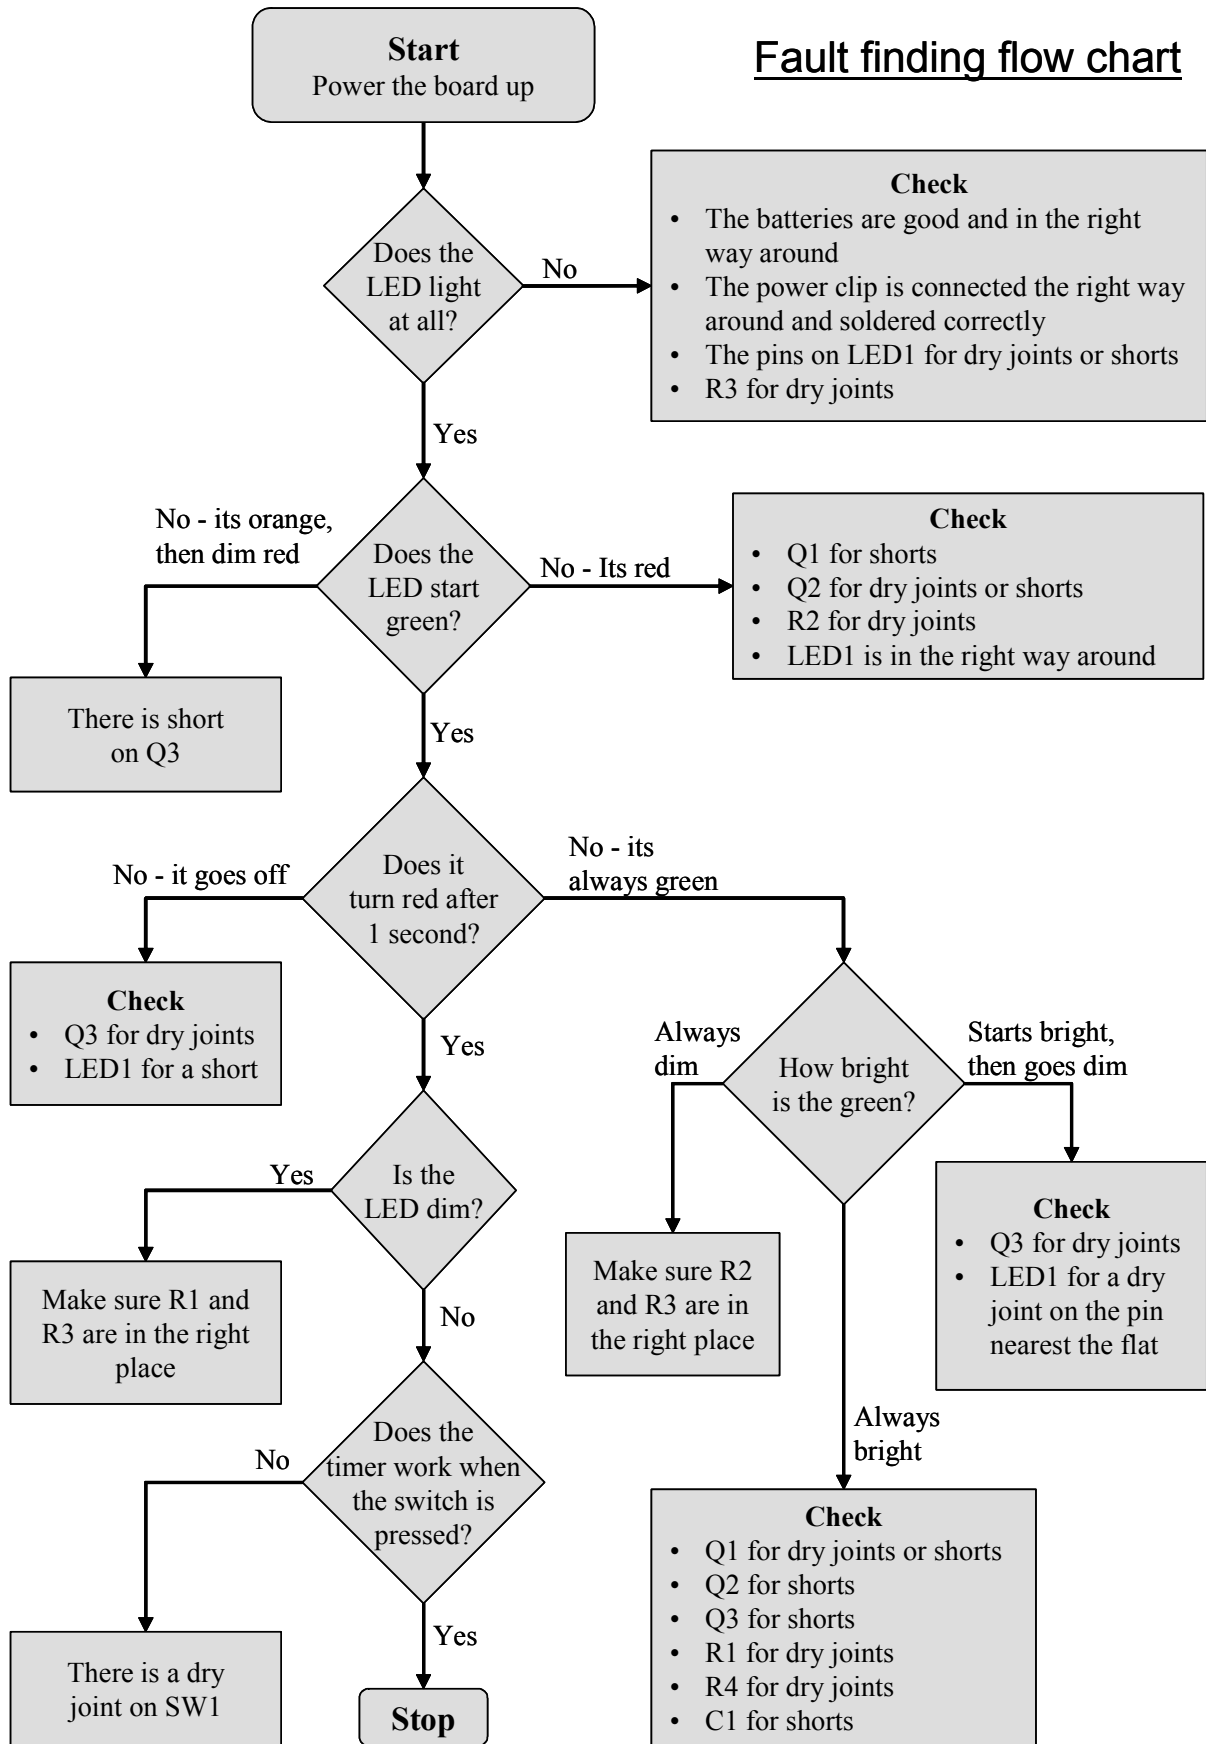 Fault finding flow chart
Start
Power the board up
Does the
LED light
at all?
No
Check
• The batteries are good and in the right
way around
• The power clip is connected the right way
around and soldered correctly
• The pins on LED1 for dry joints or shorts
• R3 for dry joints
Yes
No - its orange,
then dim red
Does the
LED start
green?
No - Its red
Check
• Q1 for shorts
• Q2 for dry joints or shorts
• R2 for dry joints
• LED1 is in the right way around
There is short
on Q3
Yes
No - it goes off
Does it
turn red after
1 second?
No - its
always green
Check
• Q3 for dry joints
• LED1 for a short
Yes
Always
dim
How bright
is the green?
Starts bright,
then goes dim
Yes
Is the
LED dim?
Make sure R1 and
R3 are in the right
place
No
Make sure R2
and R3 are in
the right place
Check
• Q3 for dry joints
• LED1 for a dry
joint on the pin
nearest the flat
Always
bright
No
Does the
timer work when
the switch is
pressed?
Check
• Q1 for dry joints or shorts
• Q2 for shorts
• Q3 for shorts
• R1 for dry joints
• R4 for dry joints
• C1 for shorts
There is a dry
joint on SW1
Yes
Stop